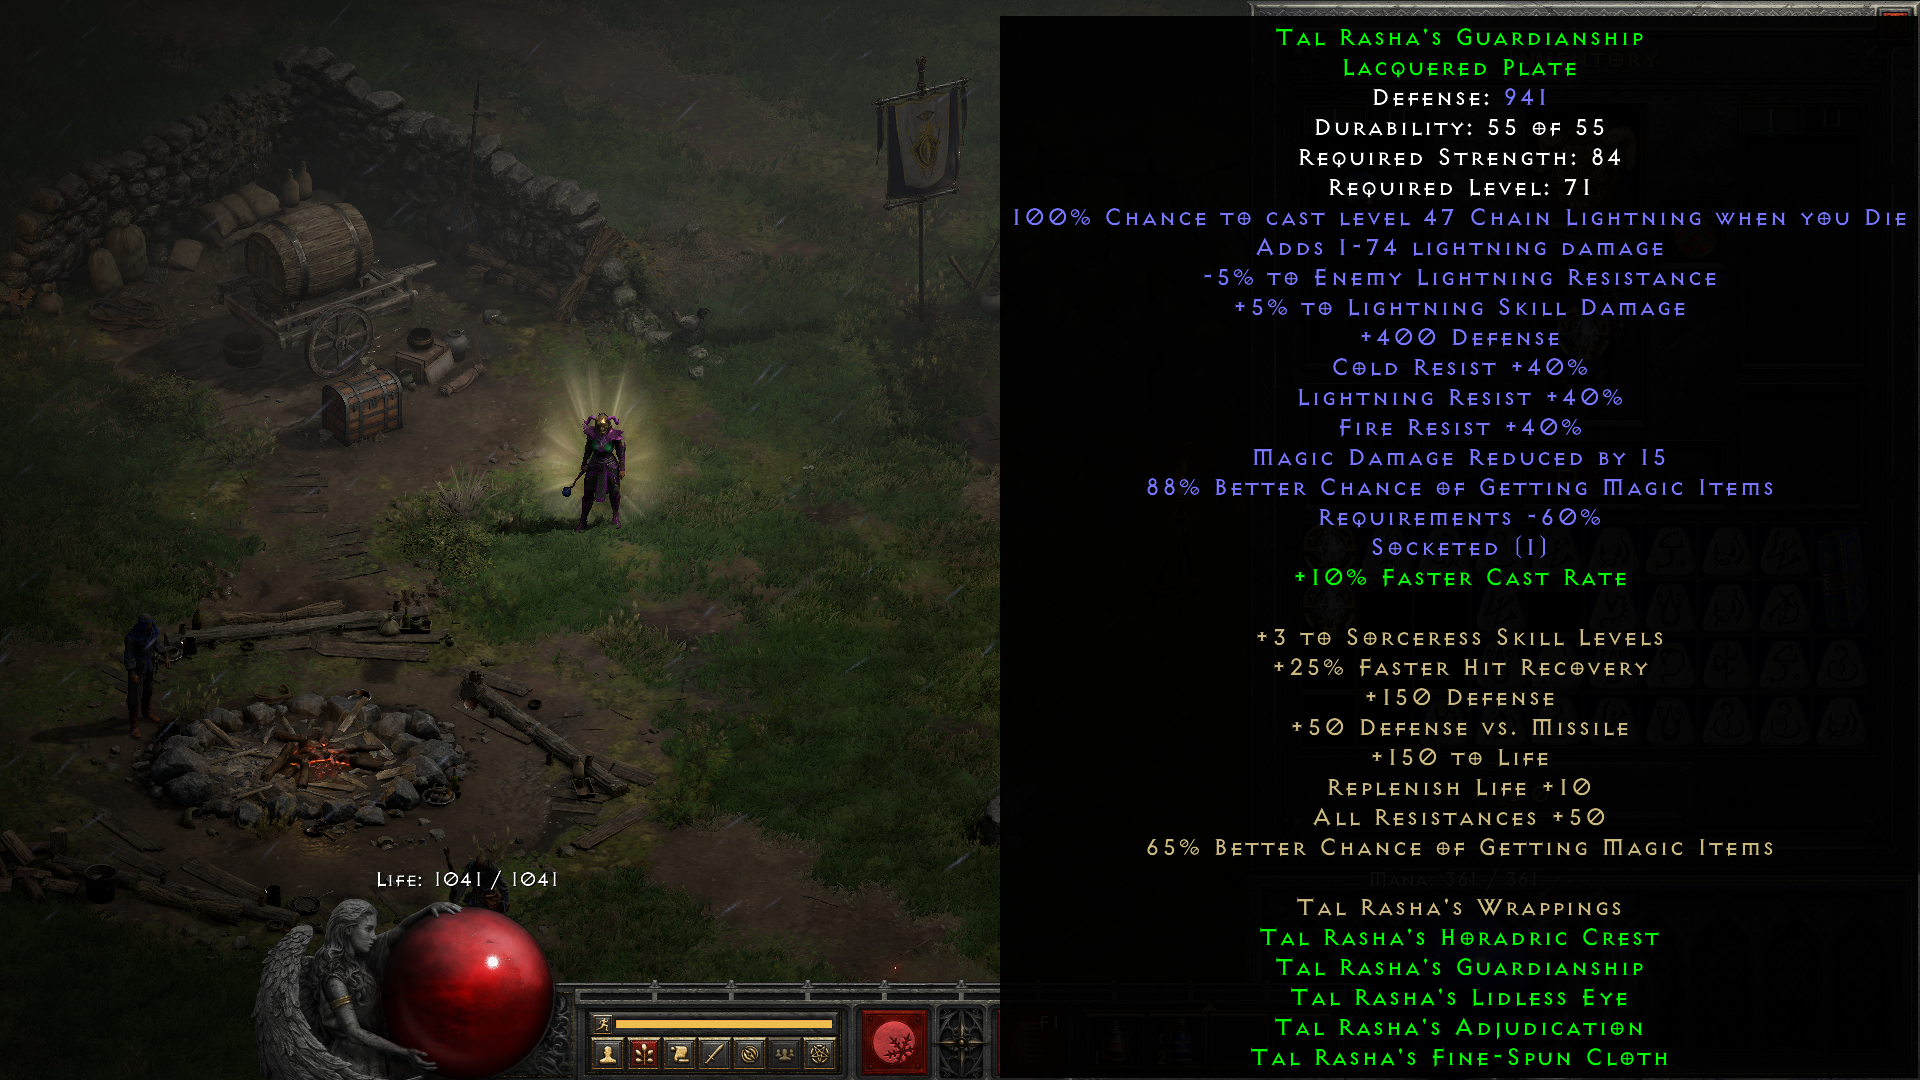 Tal Rasha's Guardianship
Lacquered Plate
Defense: 941
Durability: 55 of 55
Required Strength: 84
Required Level: 71
100% Chance to cast level 47 Chain Lightning when you Die
Adds 1-74 lightning damage
-5% to Enemy Lightning Resistance
+5% to Lightning Skill Damage
+400 Defense
Cold Resist +40%
Lightning Resist +40%
Fire Resist +40%
Magic Damage Reduced by 15
88% Better Chance of Getting Magic Items
Requirements -60%
Socketed (1)
+10% Faster Cast Rate
+3 to Sorceress Skill Levels
+25% Faster Hit Recovery
+150 Defense
+50 Defense vs. Missile
+150 to Life
Replenish Life +10
All Resistances +50
65% Better Chance of Getting Magic Items
Mana: 361 / 361
Life: 1041 / 1041
Tal Rasha's Wrappings
Tal Rasha's Horadric Crest
Tal Rasha's Guardianship
Tal Rasha's Lidless Eye
Tal Rasha's Adjudication
Tal Rasha's Fine-Spun Cloth